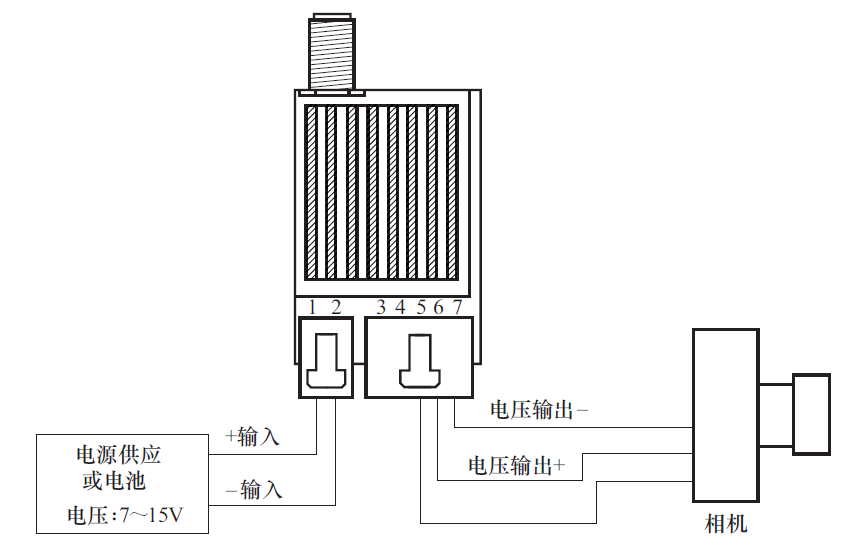 1 2 3 4 5 6 7
电压输出−
+输入
电压输出+
−输入
电源供应
或电池
电压:7～15V
相机